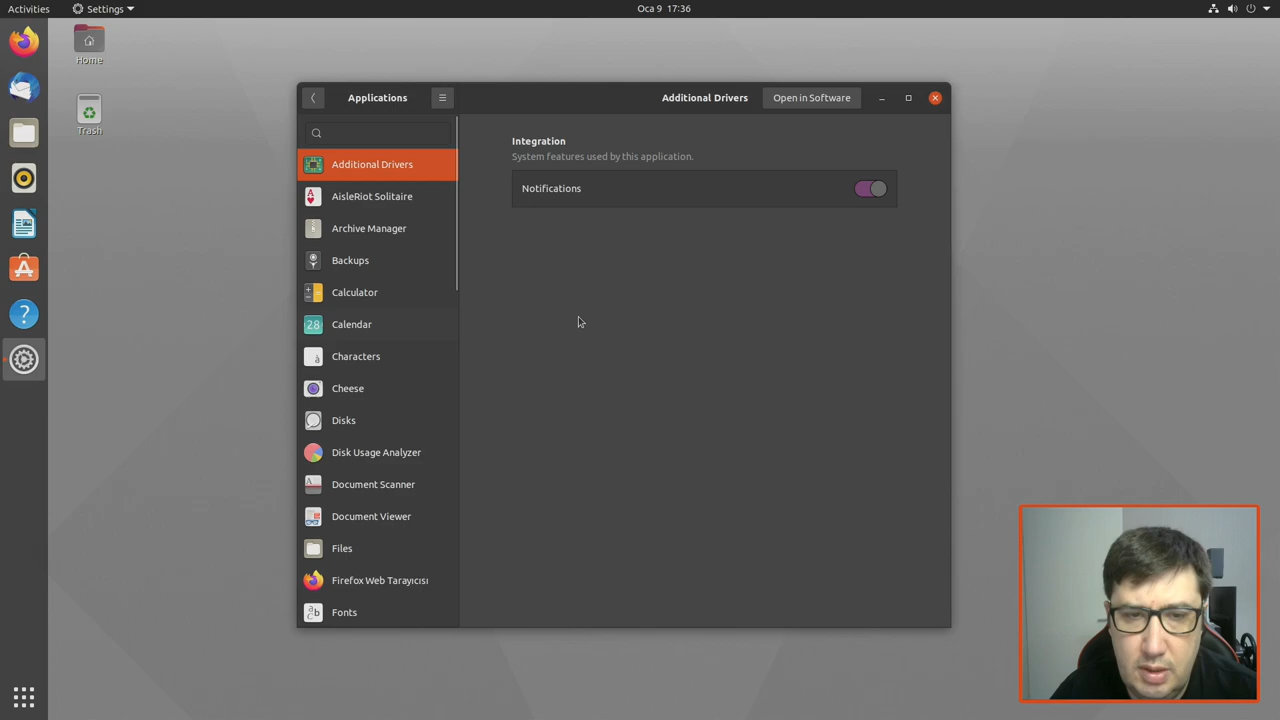 Activities
Settings
Oca 9 17:36
Home
Trash
Applications
Additional Drivers
Open in Software
Additional Drivers
AisleRiot Solitaire
Archive Manager
Backups
Calculator
28
Calendar
Characters
Cheese
Disks
Disk Usage Analyzer
Document Scanner
Document Viewer
Files
Firefox Web Tarayıcısı
Fonts
Integration
System features used by this application.
Notifications